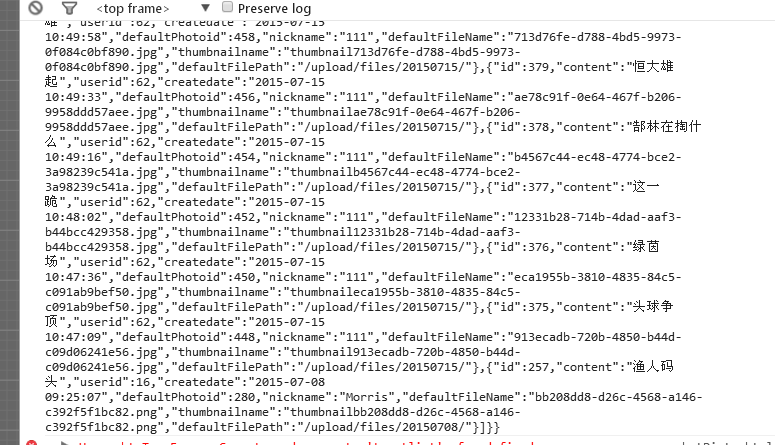 <top frame> Preserve log
雄","userid":62,"createdate":"2015-07-15
10:49:58","defaultPhotoid":458,"nickname":"111","defaultFileName":"713d76fe-d788-4bd5-9973-
0f084c0bf890.jpg","thumbnailname":"thumbnail713d76fe-d788-4bd5-9973-
0f084c0bf890.jpg","defaultFilePath":"/upload/files/20150715/"},{"id":379,"content":"恒大雄
起","userid":62,"createdate":"2015-07-15
10:49:33","defaultPhotoid":456,"nickname":"111","defaultFileName":"ae78c91f-0e64-467f-b206-
9958ddd57aee.jpg","thumbnailname":"thumbnailae78c91f-0e64-467f-b206-
9958ddd57aee.jpg","defaultFilePath":"/upload/files/20150715/"},{"id":378,"content":"郜林在掏什
么","userid":62,"createdate":"2015-07-15
10:49:16","defaultPhotoid":454,"nickname":"111","defaultFileName":"b4567c44-ec48-4774-bce2-
3a98239c541a.jpg","thumbnailname":"thumbnailb4567c44-ec48-4774-bce2-
3a98239c541a.jpg","defaultFilePath":"/upload/files/20150715/"},{"id":377,"content":"这一
跪","userid":62,"createdate":"2015-07-15
10:48:02","defaultPhotoid":452,"nickname":"111","defaultFileName":"12331b28-714b-4dad-aaf3-
b44bcc429358.jpg","thumbnailname":"thumbnail12331b28-714b-4dad-aaf3-
b44bcc429358.jpg","defaultFilePath":"/upload/files/20150715/"},{"id":376,"content":"绿茵
场","userid":62,"createdate":"2015-07-15
10:47:36","defaultPhotoid":450,"nickname":"111","defaultFileName":"eca1955b-3810-4835-84c5-
c091ab9bef50.jpg","thumbnailname":"thumbnaileca1955b-3810-4835-84c5-
c091ab9bef50.jpg","defaultFilePath":"/upload/files/20150715/"},{"id":375,"content":"头球争
顶","userid":62,"createdate":"2015-07-15
10:47:09","defaultPhotoid":448,"nickname":"111","defaultFileName":"913ecadb-720b-4850-b44d-
c09d06241e56.jpg","thumbnailname":"thumbnail913ecadb-720b-4850-b44d-
c09d06241e56.jpg","defaultFilePath":"/upload/files/20150715/"},{"id":257,"content":"渔人码
头","userid":16,"createdate":"2015-07-08
09:25:07","defaultPhotoid":280,"nickname":"Morris","defaultFileName":"bb208dd8-d26c-4568-a146-
c392f5f1bc82.png","thumbnailname":"thumbnailbb208dd8-d26c-4568-a146-
c392f5f1bc82.png","defaultFilePath":"/upload/files/20150708/"}]}}